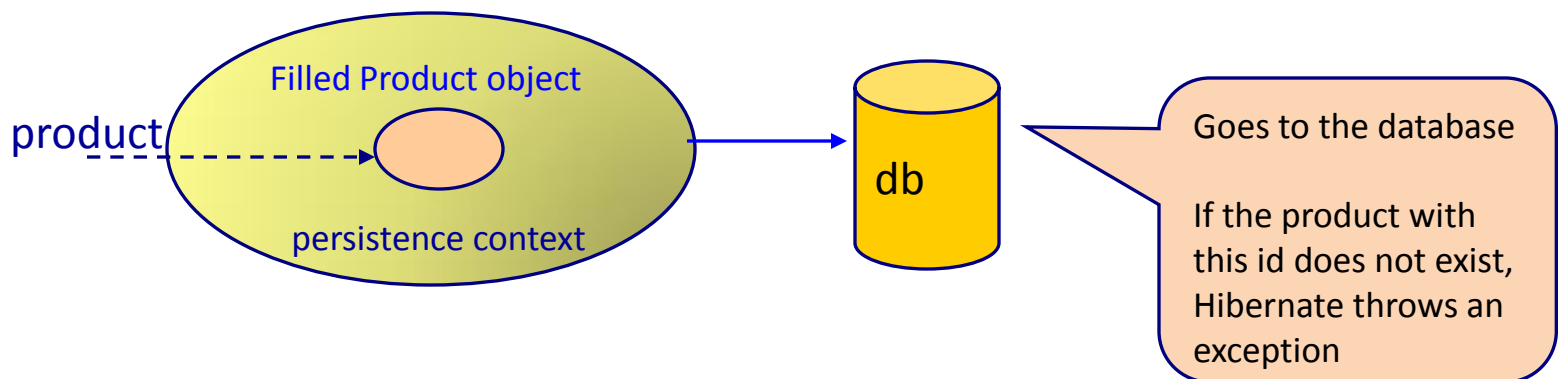 Filled Product object
product
persistence context
db
Goes to the database
If the product with
this id does not exist,
Hibernate throws an
exception